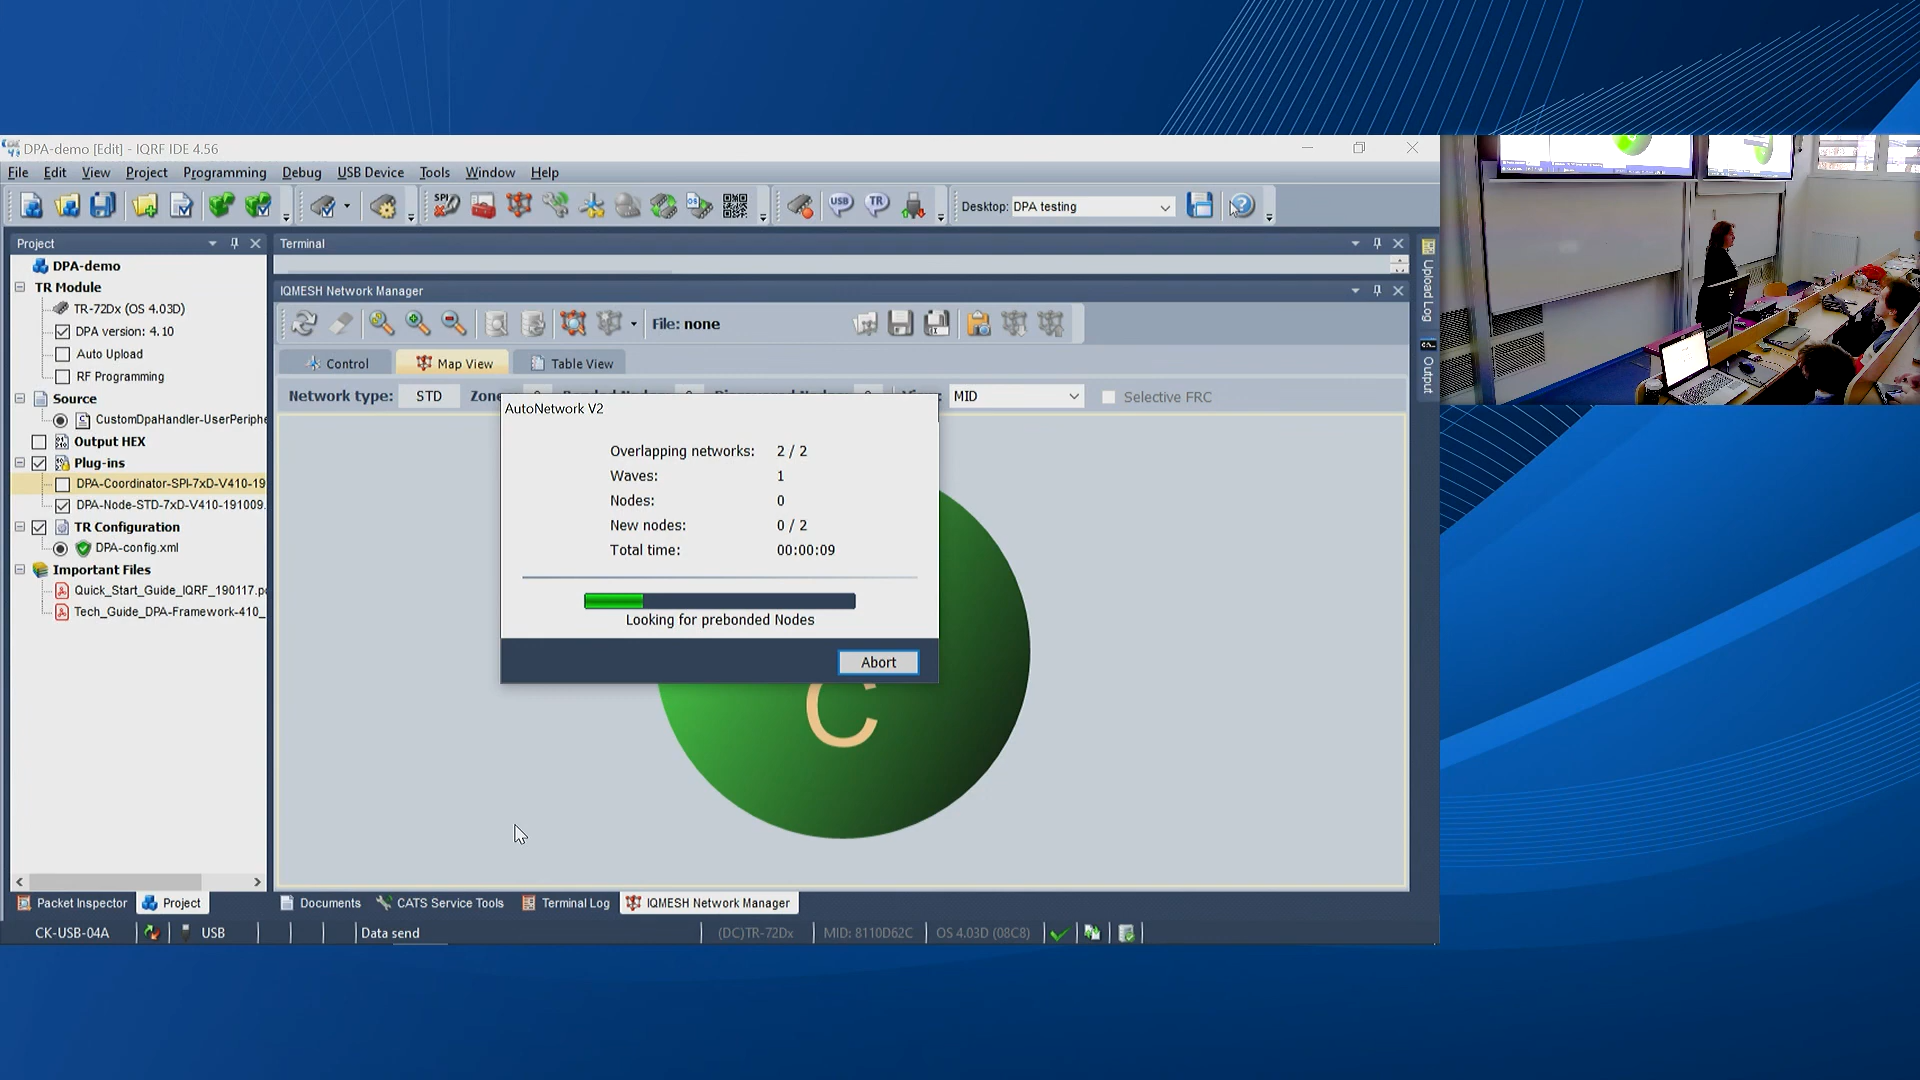 DPA-demo [Edit] - IQRF IDE 4.56
File Edit View Project Programming Debug USB Device Tools Window Help
SPI
OS
USB
TR
Desktop: DPA testing
Project
DPA-demo
TR Module
TR-72Dx (OS 4.03D)
DPA version: 4.10
Auto Upload
RF Programming
Source
CustomDpaHandler-UserPeriphe
Output HEX
Plug-ins
DPA-Coordinator-SPI-7xD-V410-19
DPA-Node-STD-7xD-V410-191009.
TR Configuration
DPA-config.xml
Important Files
Quick_Start_Guide_IQRF_190117.p
Tech_Guide_DPA-Framework-410_
Terminal
IQMESH Network Manager
File: none
Control Map View Table View
Network type: STD MID Selective FRC
AutoNetwork V2
Overlapping networks: 2 / 2
Waves: 1
Nodes: 0
New nodes: 0 / 2
Total time: 00:00:09
Looking for prebonded Nodes
Abort
C
Upload Log
Output
Packet Inspector Project Documents CATS Service Tools Terminal Log IQMESH Network Manager
CK-USB-04A USB Data send (DC)TR-72Dx MID: 8110D62C OS 4.03D (08C8)